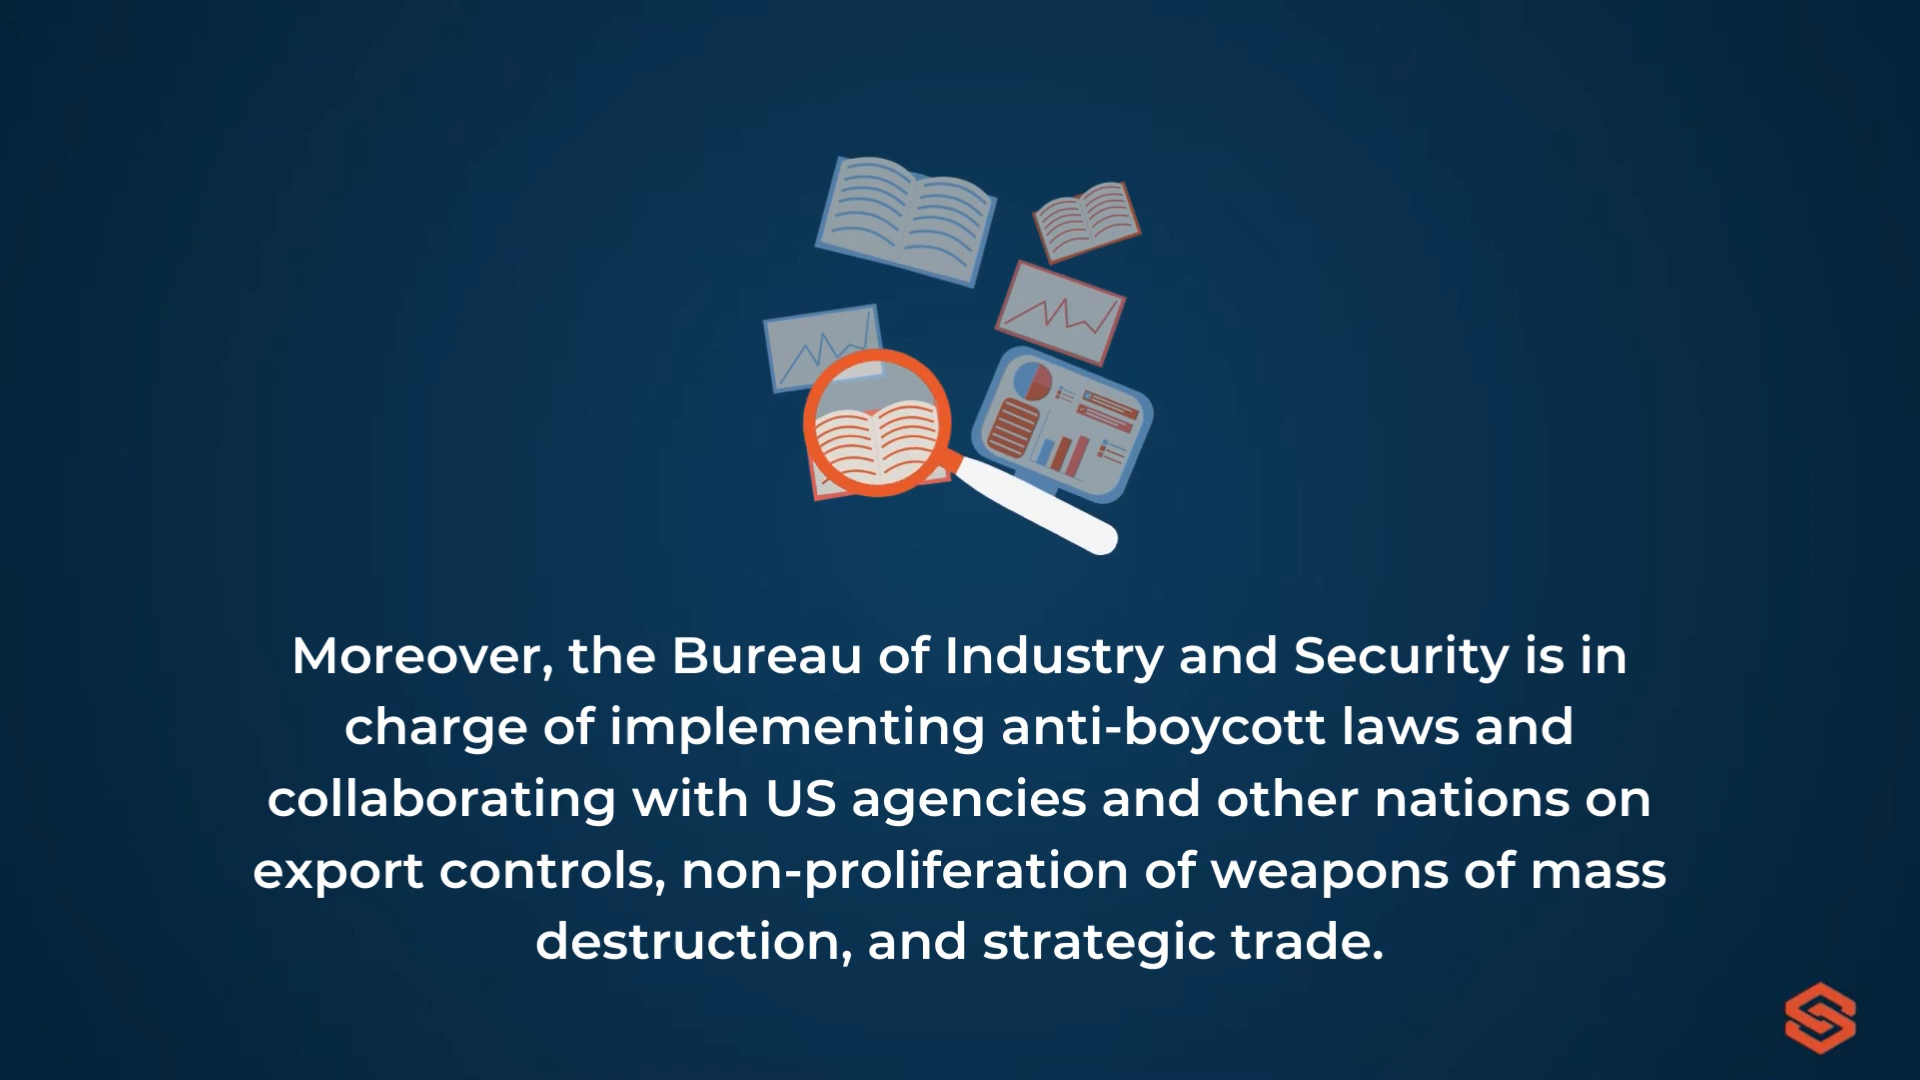 Moreover, the Bureau of Industry and Security is in
charge of implementing anti-boycott laws and
collaborating with US agencies and other nations on
export controls, non-proliferation of weapons of mass
destruction, and strategic trade.